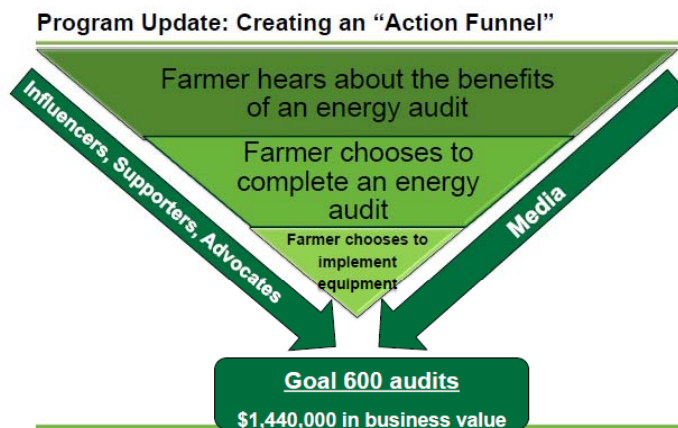 Program Update: Creating an “Action Funnel”
Farmer hears about the benefits
of an energy audit
Farmer chooses to
complete an energy
audit
Farmer chooses to
implement
equipment
Influencers, Supporters, Advocates
Media
Goal 600 audits
$1,440,000 in business value